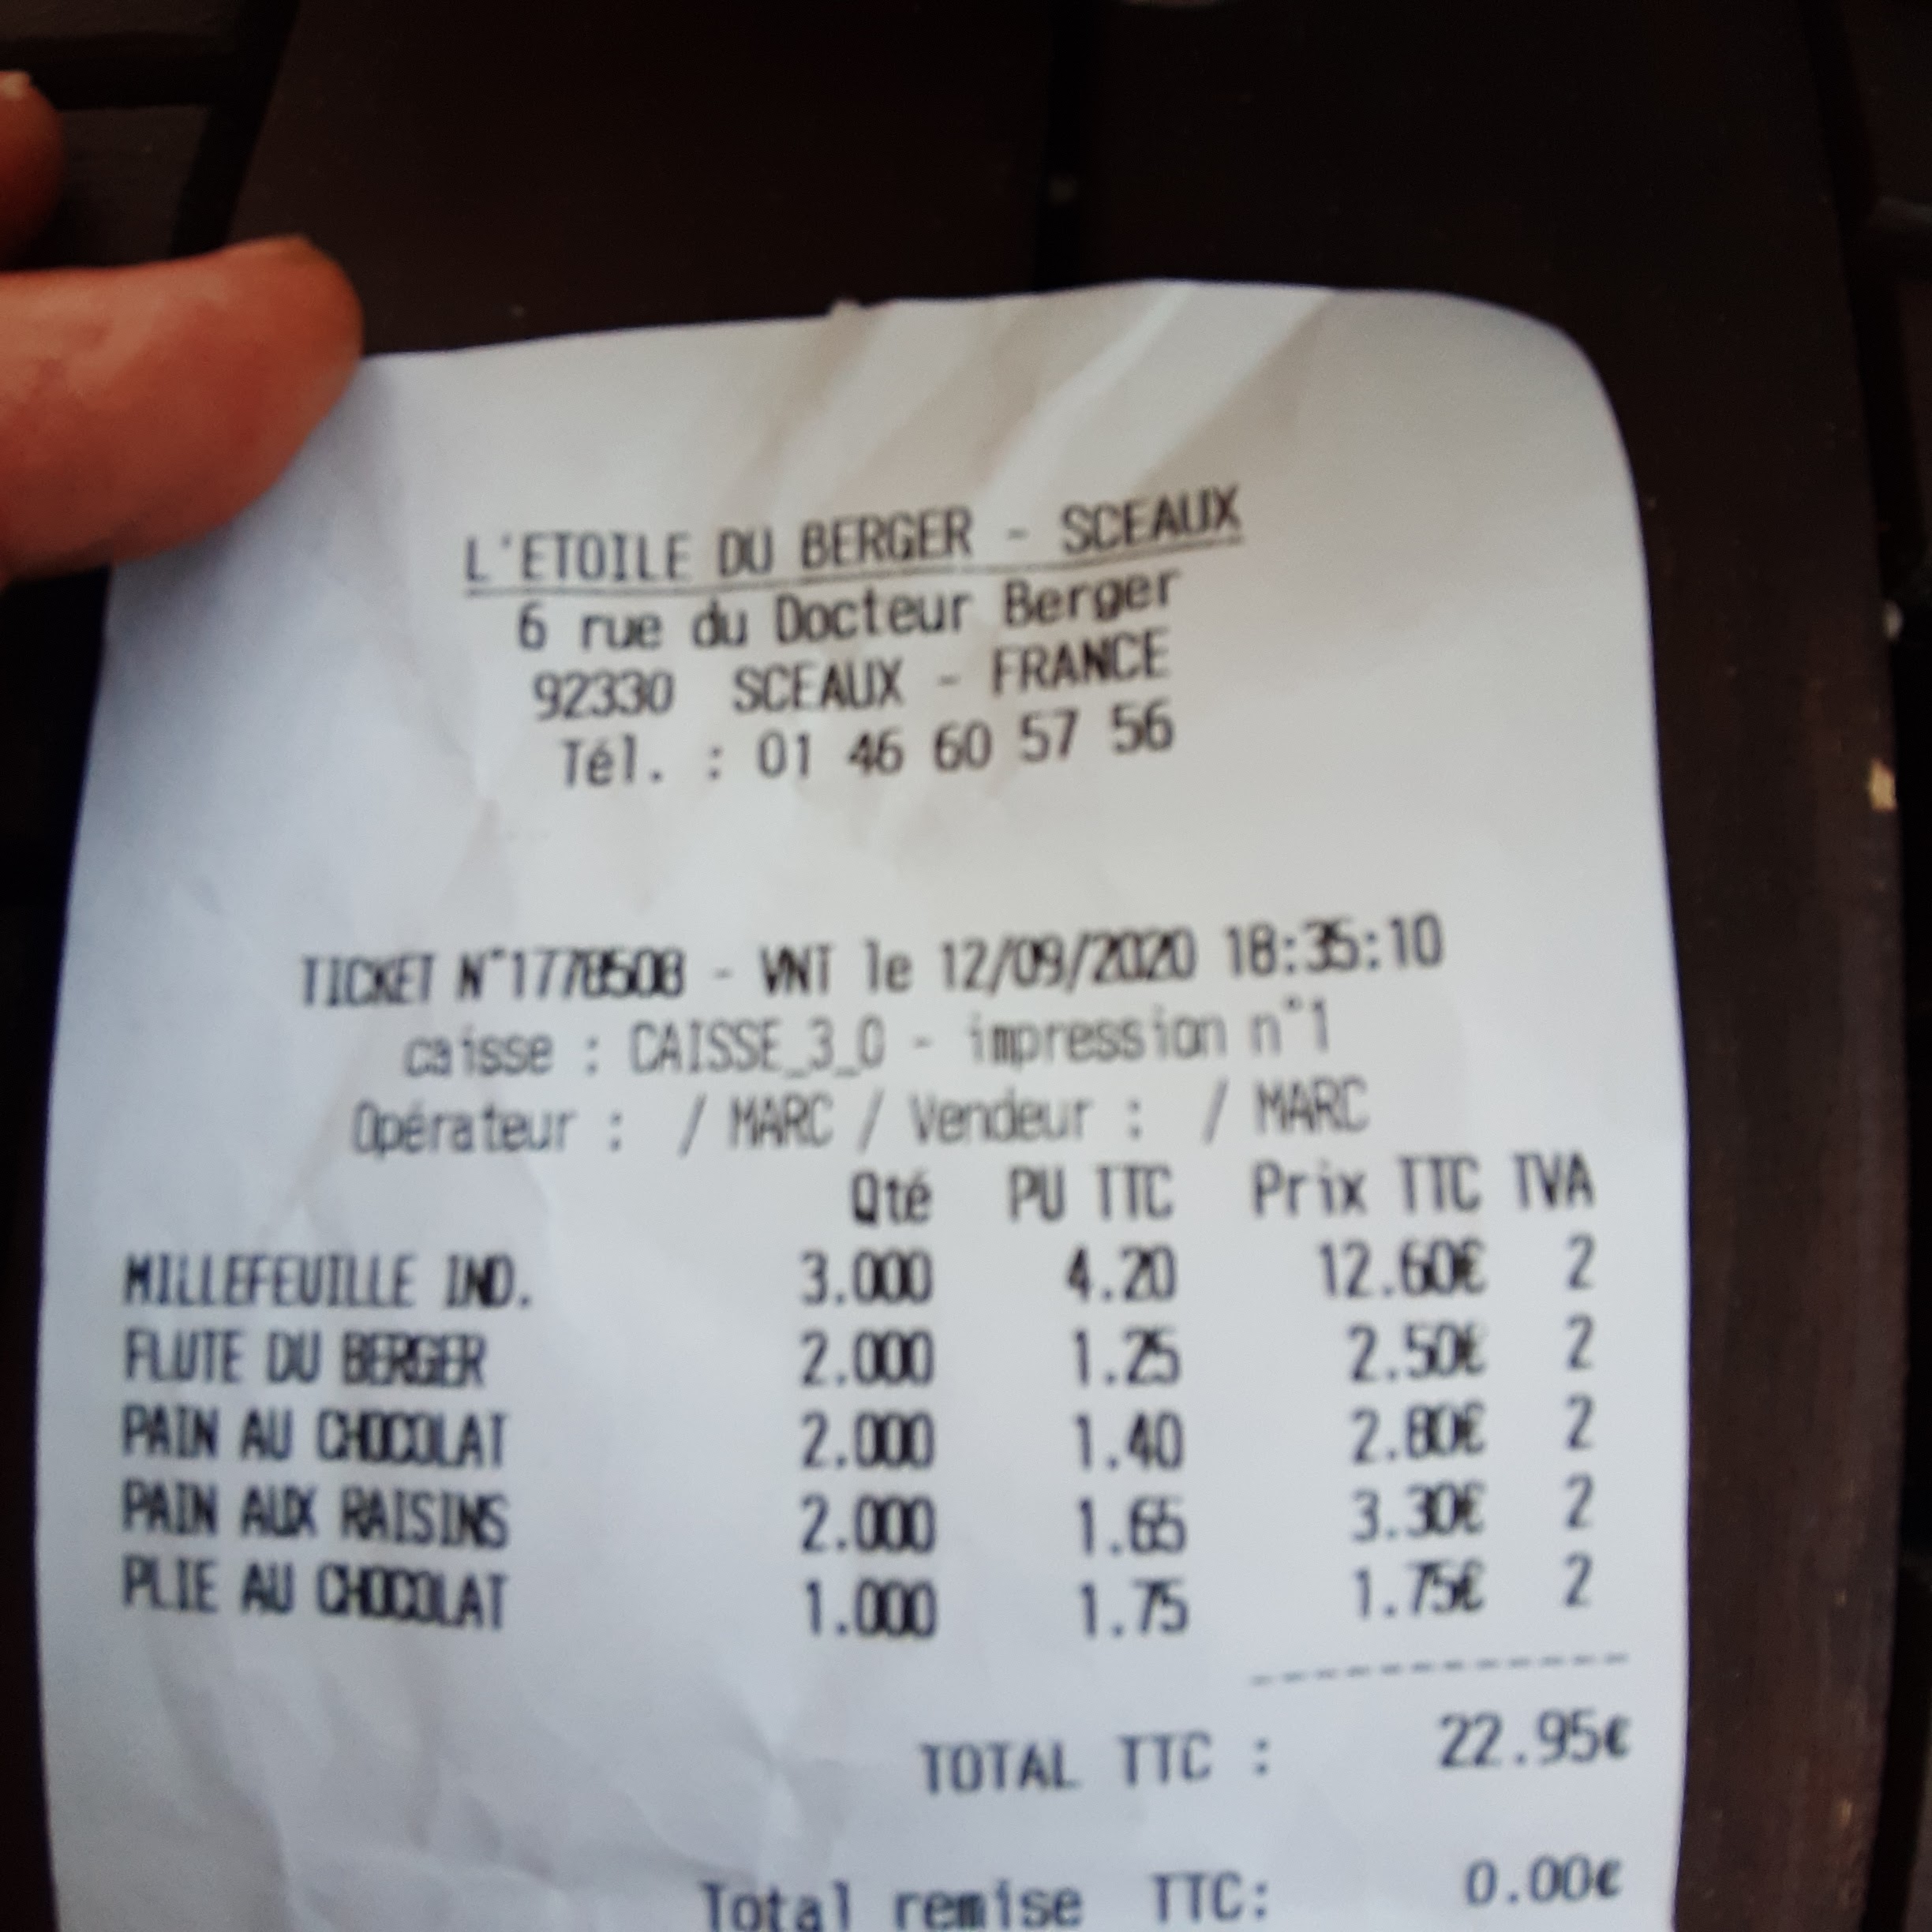 L'ETOILE DU BERGER - SCEAUX
6 rue du Docteur Berger
92330 SCEAUX - FRANCE
Tél. : 01 46 60 57 56
TICKET N°1778508 - VNT le 12/09/2020 18:35:10
caisse : CAISSE_3_0 - impression n°1
Opérateur : / MARC / Vendeur : / MARC
Qté PU TTC Prix TTC TVA
MILLEFEUILLE IND. 3.000 4.20 12.60€ 2
FLUTE DU BERGER 2.000 1.25 2.50€ 2
PAIN AU CHOCOLAT 2.000 1.40 2.80€ 2
PAIN AUX RAISINS 2.000 1.65 3.30€ 2
PLIE AU CHOCOLAT 1.000 1.75 1.75€ 2
------------
TOTAL TTC : 22.95€
Total remise TTC: 0.00€